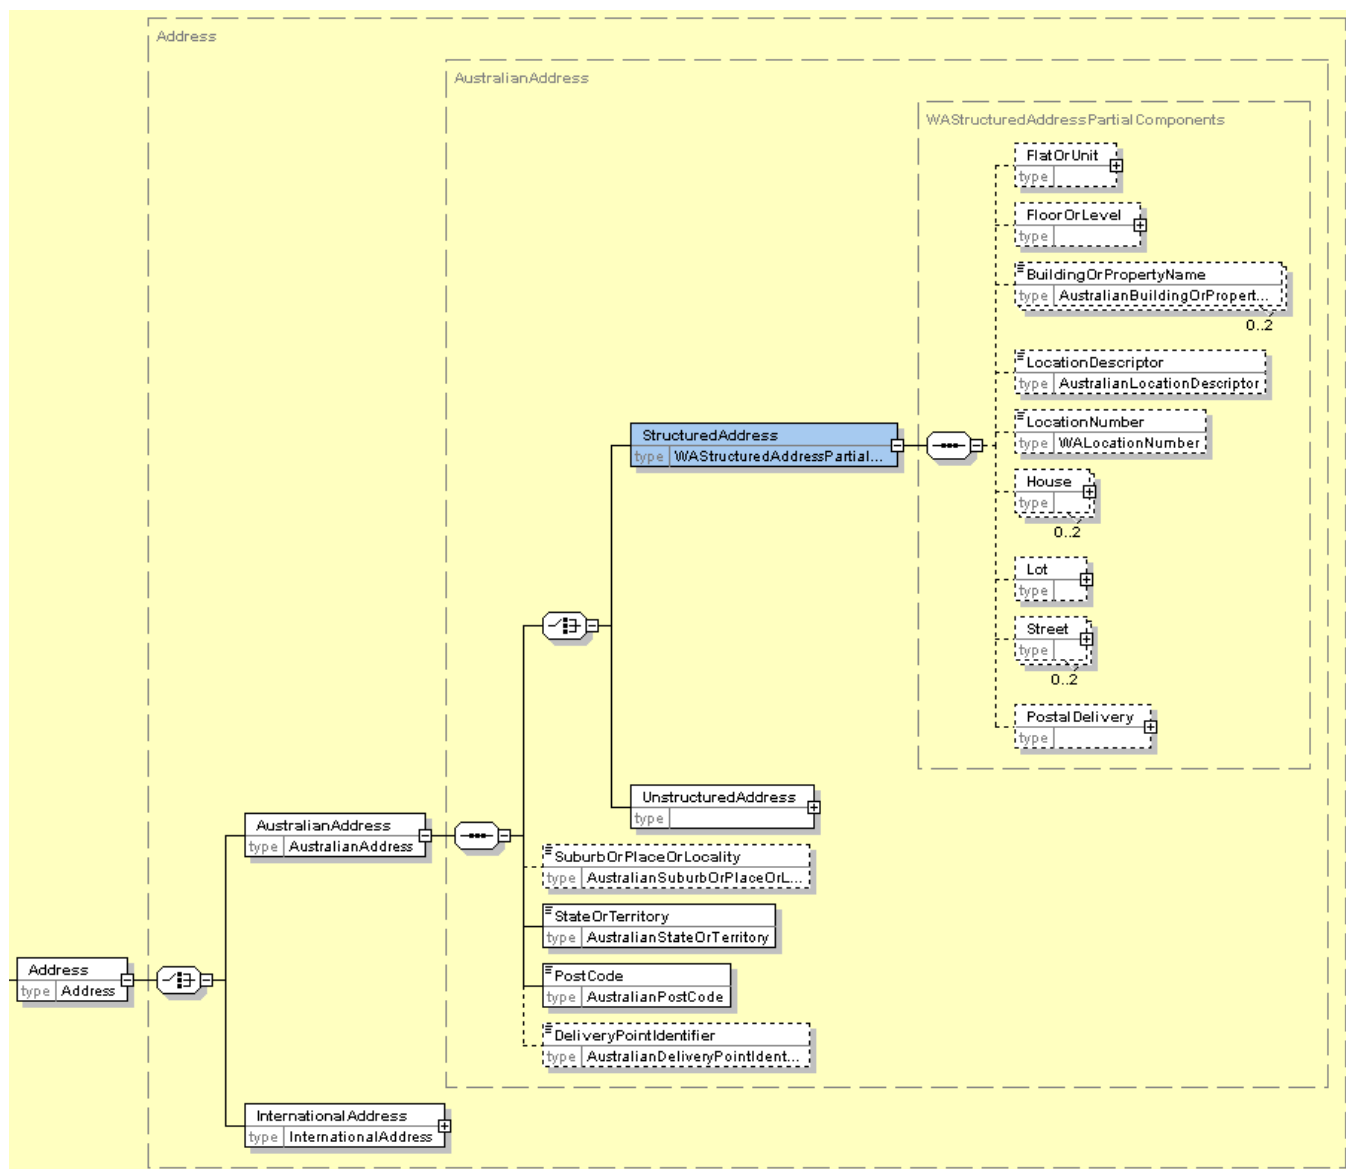 Address
AustralianAddress
WAStructuredAddressPartialComponents
FlatOrUnit
type
FloorOrLevel
type
BuildingOrPropertyName
type AustralianBuildingOrPropert...
0..2
LocationDescriptor
type AustralianLocationDescriptor
LocationNumber
type WALocationNumber
StructuredAddress
type WAStructuredAddressPartial...
House
type
0..2
Lot
type
Street
type
0..2
PostalDelivery
type
UnstructuredAddress
type
AustralianAddress
type AustralianAddress
SuburbOrPlaceOrLocality
type AustralianSuburbOrPlaceOrL...
StateOrTerritory
type AustralianStateOrTerritory
Address
type Address
PostCode
type AustralianPostCode
DeliveryPointIdentifier
type AustralianDeliveryPointIdent...
InternationalAddress
type InternationalAddress